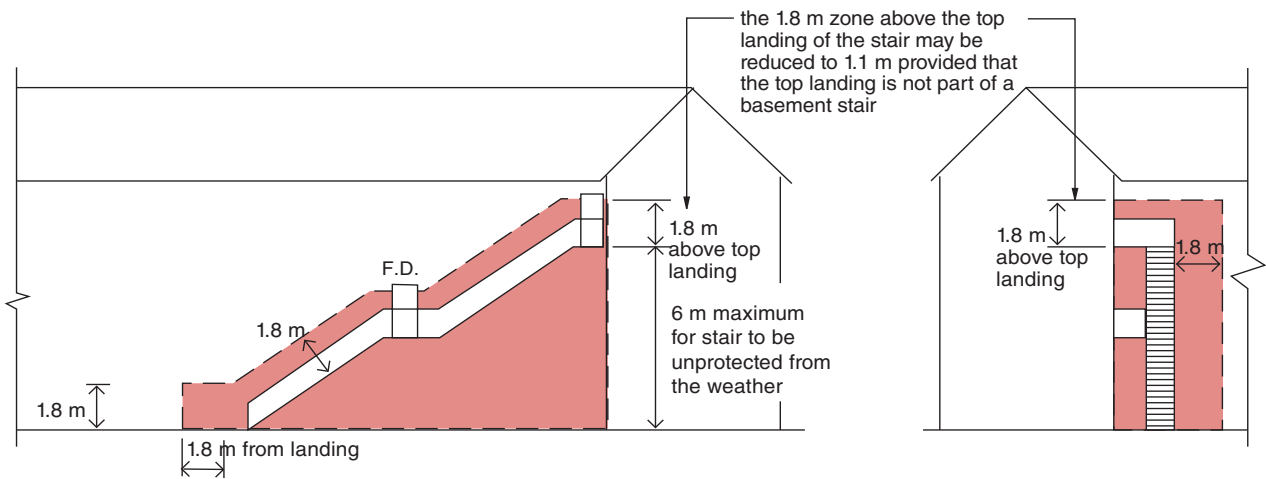 the 1.8 m zone above the top
landing of the stair may be
reduced to 1.1 m provided that
the top landing is not part of a
basement stair
1.8 m
above top
landing
1.8 m
above top
landing
1.8 m
F.D.
6 m maximum
for stair to be
unprotected from
the weather
1.8 m
1.8 m
1.8 m from landing